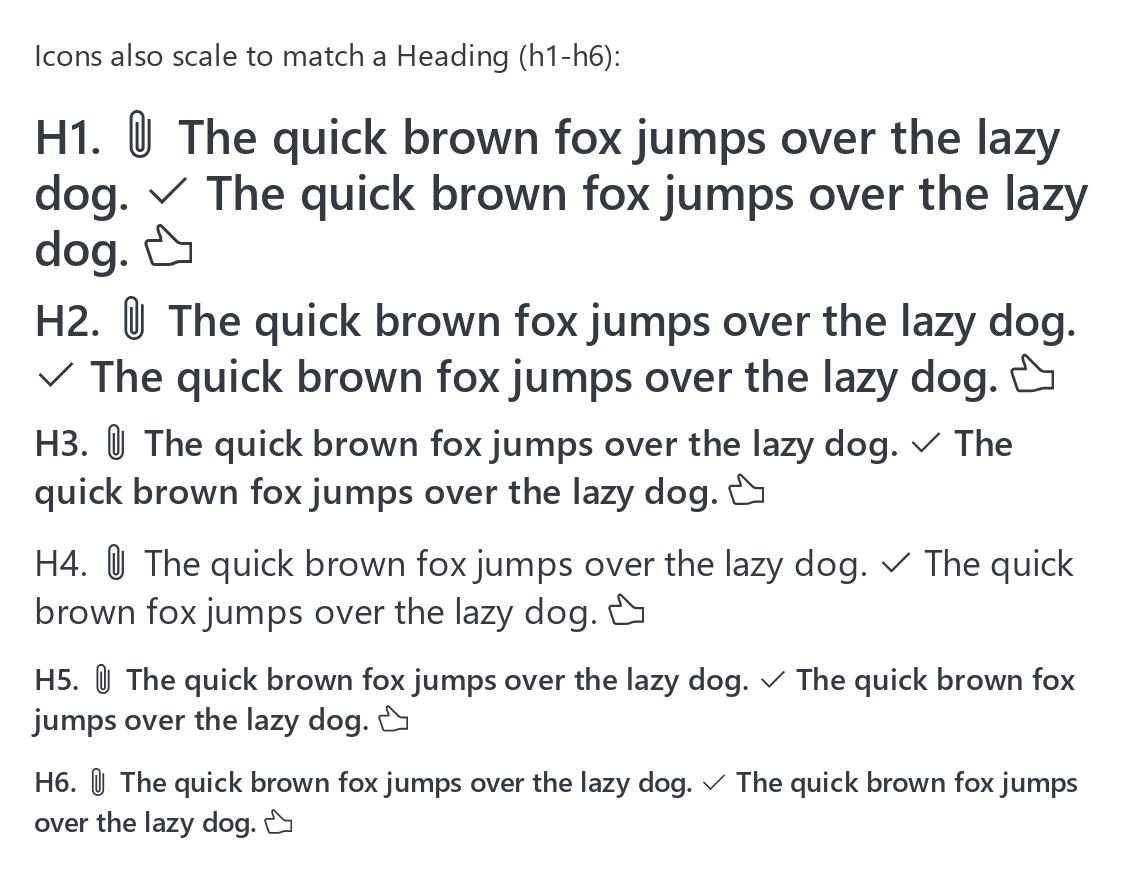 Icons also scale to match a Heading (h1-h6):
H1. The quick brown fox jumps over the lazy
dog. ✓ The quick brown fox jumps over the lazy
dog.
H2. The quick brown fox jumps over the lazy dog.
✓ The quick brown fox jumps over the lazy dog.
H3. The quick brown fox jumps over the lazy dog. ✓ The
quick brown fox jumps over the lazy dog.
H4. The quick brown fox jumps over the lazy dog. ✓ The quick
brown fox jumps over the lazy dog.
H5. The quick brown fox jumps over the lazy dog. ✓ The quick brown fox
jumps over the lazy dog.
H6. The quick brown fox jumps over the lazy dog. ✓ The quick brown fox jumps
over the lazy dog.